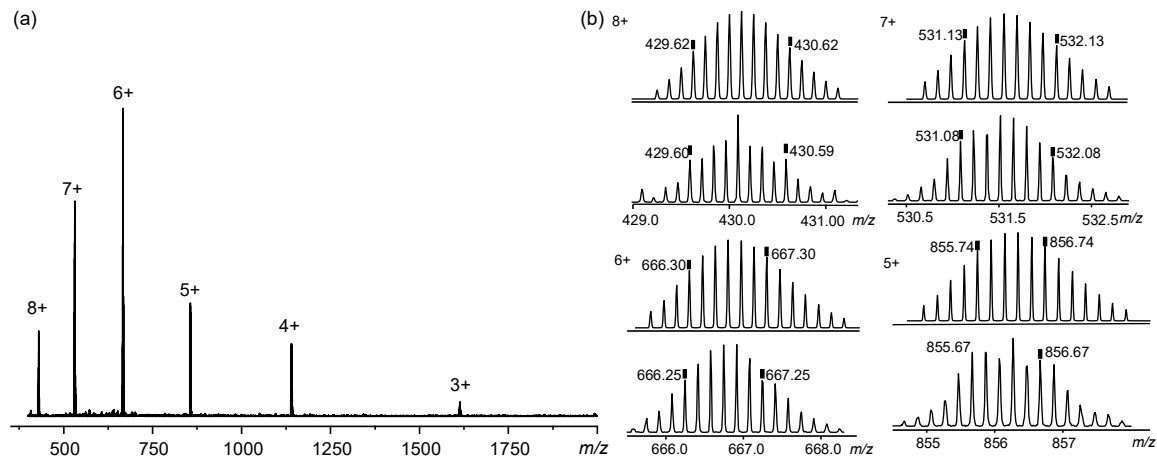 (a)
6+
7+
5+
8+
4+
3+
500 750 1000 1250 1500 1750 m/z
(b)
8+
429.62 430.62
429.60 430.59
429.0 430.0 431.00 m/z
7+
531.13 532.13
531.08 532.08
530.5 531.5 532.5 m/z
6+
666.30 667.30
666.25 667.25
666.0 667.0 668.0 m/z
5+
855.74 856.74
855.67 856.67
855 856 857 m/z